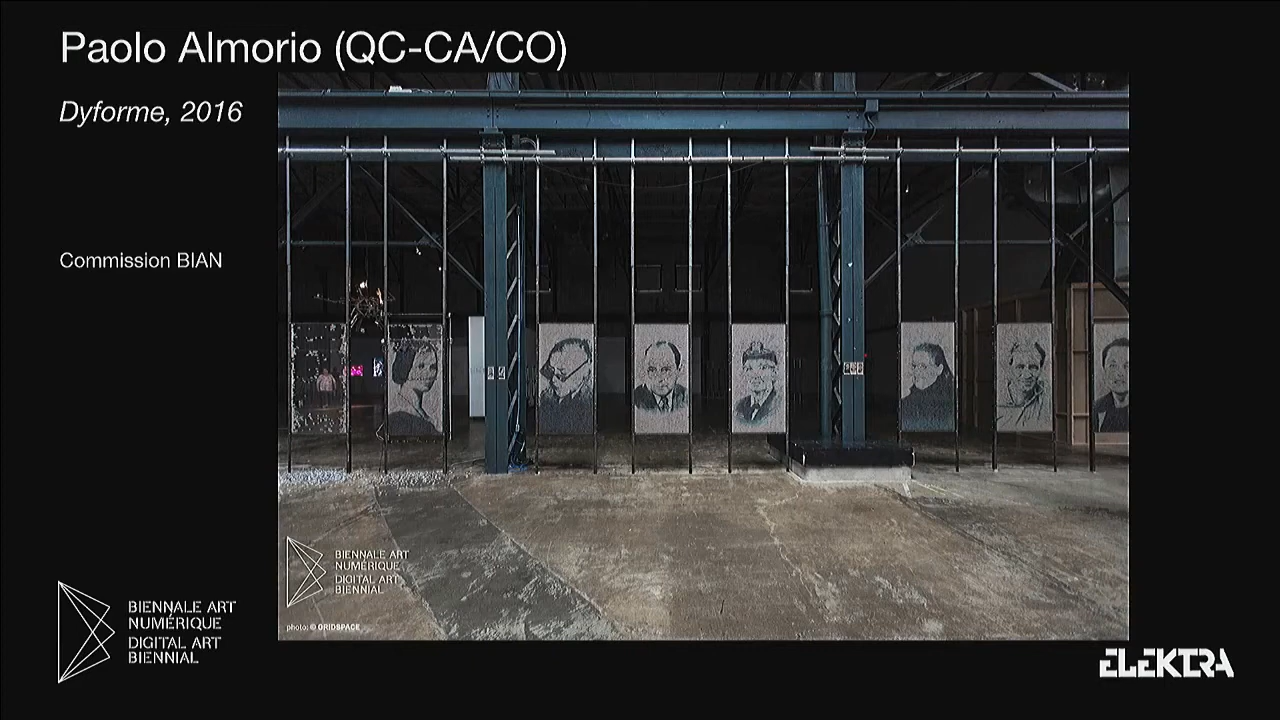 Paolo Almorio (QC-CA/CO)
Dyforme, 2016
Commission BIAN
BIENNALE ART
NUMÉRIQUE
DIGITAL ART
BIENNIAL
photo: © GRIDSPACE
BIENNALE ART
NUMÉRIQUE
DIGITAL ART
BIENNIAL
ELEKTRA